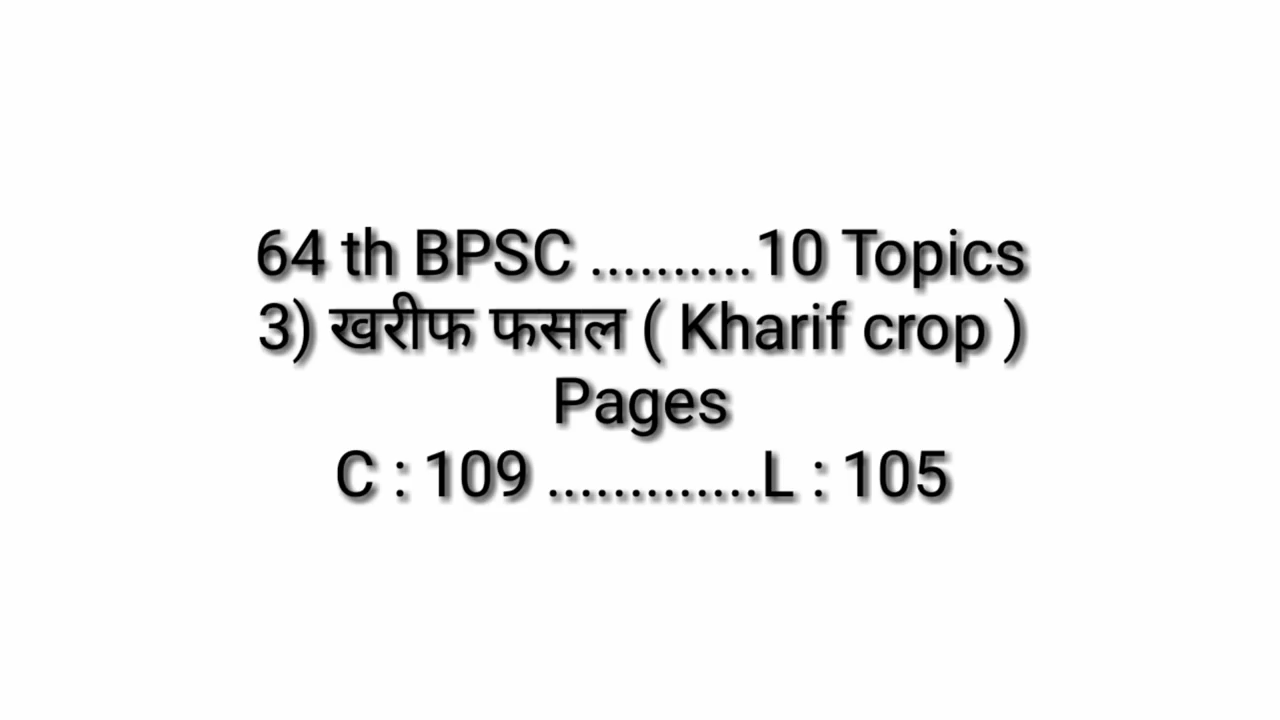 64 th BPSC ..........10 Topics
3) खरीफ फसल ( Kharif crop )
Pages
C : 109 .............L : 105